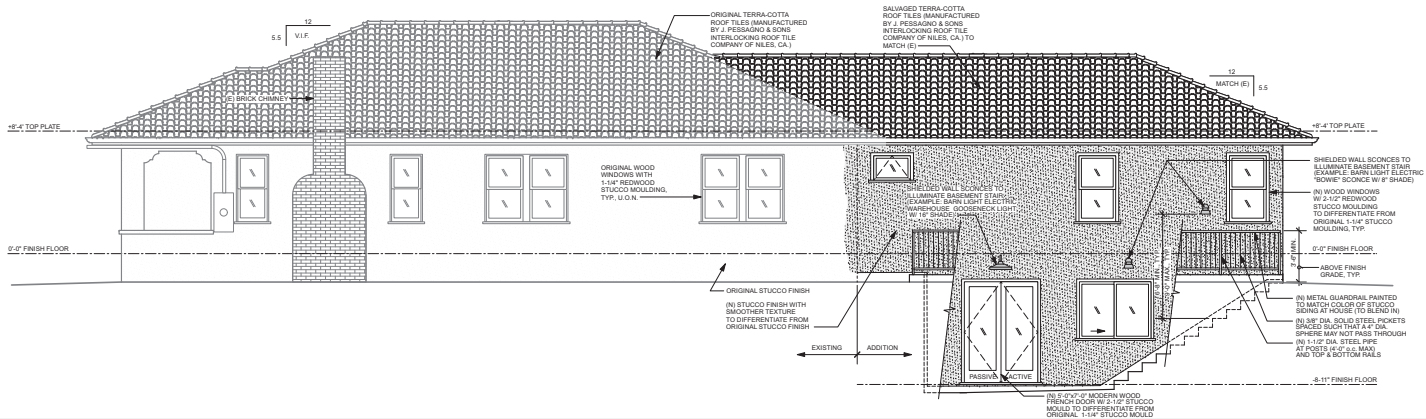 12
5.5
V.I.F.
ORIGINAL TERRA-COTTA
ROOF TILES (MANUFACTURED
BY J. PESSAGNO & SONS
INTERLOCKING ROOF TILE
COMPANY OF NILES, CA.)
SALVAGED TERRA-COTTA
ROOF TILES (MANUFACTURED
BY J. PESSAGNO & SONS
INTERLOCKING ROOF TILE
COMPANY OF NILES, CA.) TO
MATCH (E)
12
MATCH (E)
5.5
(E) BRICK CHIMNEY
+8'-4" TOP PLATE
+8'-4" TOP PLATE
ORIGINAL WOOD
WINDOWS WITH
1-1/4" REDWOOD
STUCCO MOULDING,
TYP., U.O.N.
SHIELDED WALL SCONCES TO
ILLUMINATE BASEMENT STAIR
(EXAMPLE: BARN LIGHT ELECTRIC
WAREHOUSE GOOSENECK LIGHT
W/ 16" SHADE)
SHIELDED WALL SCONCES TO
ILLUMINATE BASEMENT STAIR
(EXAMPLE: BARN LIGHT ELECTRIC
"BOWIE" SCONCE W/ 8" SHADE)
(N) WOOD WINDOWS
W/ 2-1/2" REDWOOD
STUCCO MOULDING
TO DIFFERENTIATE FROM
ORIGINAL 1-1/4" STUCCO
MOULDING, TYP.
0'-0" FINISH FLOOR
0'-0" FINISH FLOOR
3'-6" MIN.
ABOVE FINISH
GRADE, TYP.
ORIGINAL STUCCO FINISH
(N) STUCCO FINISH WITH
SMOOTHER TEXTURE
TO DIFFERENTIATE FROM
ORIGINAL STUCCO FINISH
(N) METAL GUARDRAIL PAINTED
TO MATCH COLOR OF STUCCO
SIDING AT HOUSE (TO BLEND IN)
(N) 3/8" DIA. SOLID STEEL PICKETS
SPACED SUCH THAT A 4" DIA.
SPHERE MAY NOT PASS THROUGH
(N) 1-1/2" DIA. STEEL PIPE
AT POSTS (4'-0" o.c. MAX)
AND TOP & BOTTOM RAILS
EXISTING
ADDITION
PASSIVE
ACTIVE
-8-11" FINISH FLOOR
(N) 5'-0"x7'-0" MODERN WOOD
FRENCH DOOR W/ 2-1/2" STUCCO
MOULD TO DIFFERENTIATE FROM
ORIGINAL 1-1/4" STUCCO MOULD